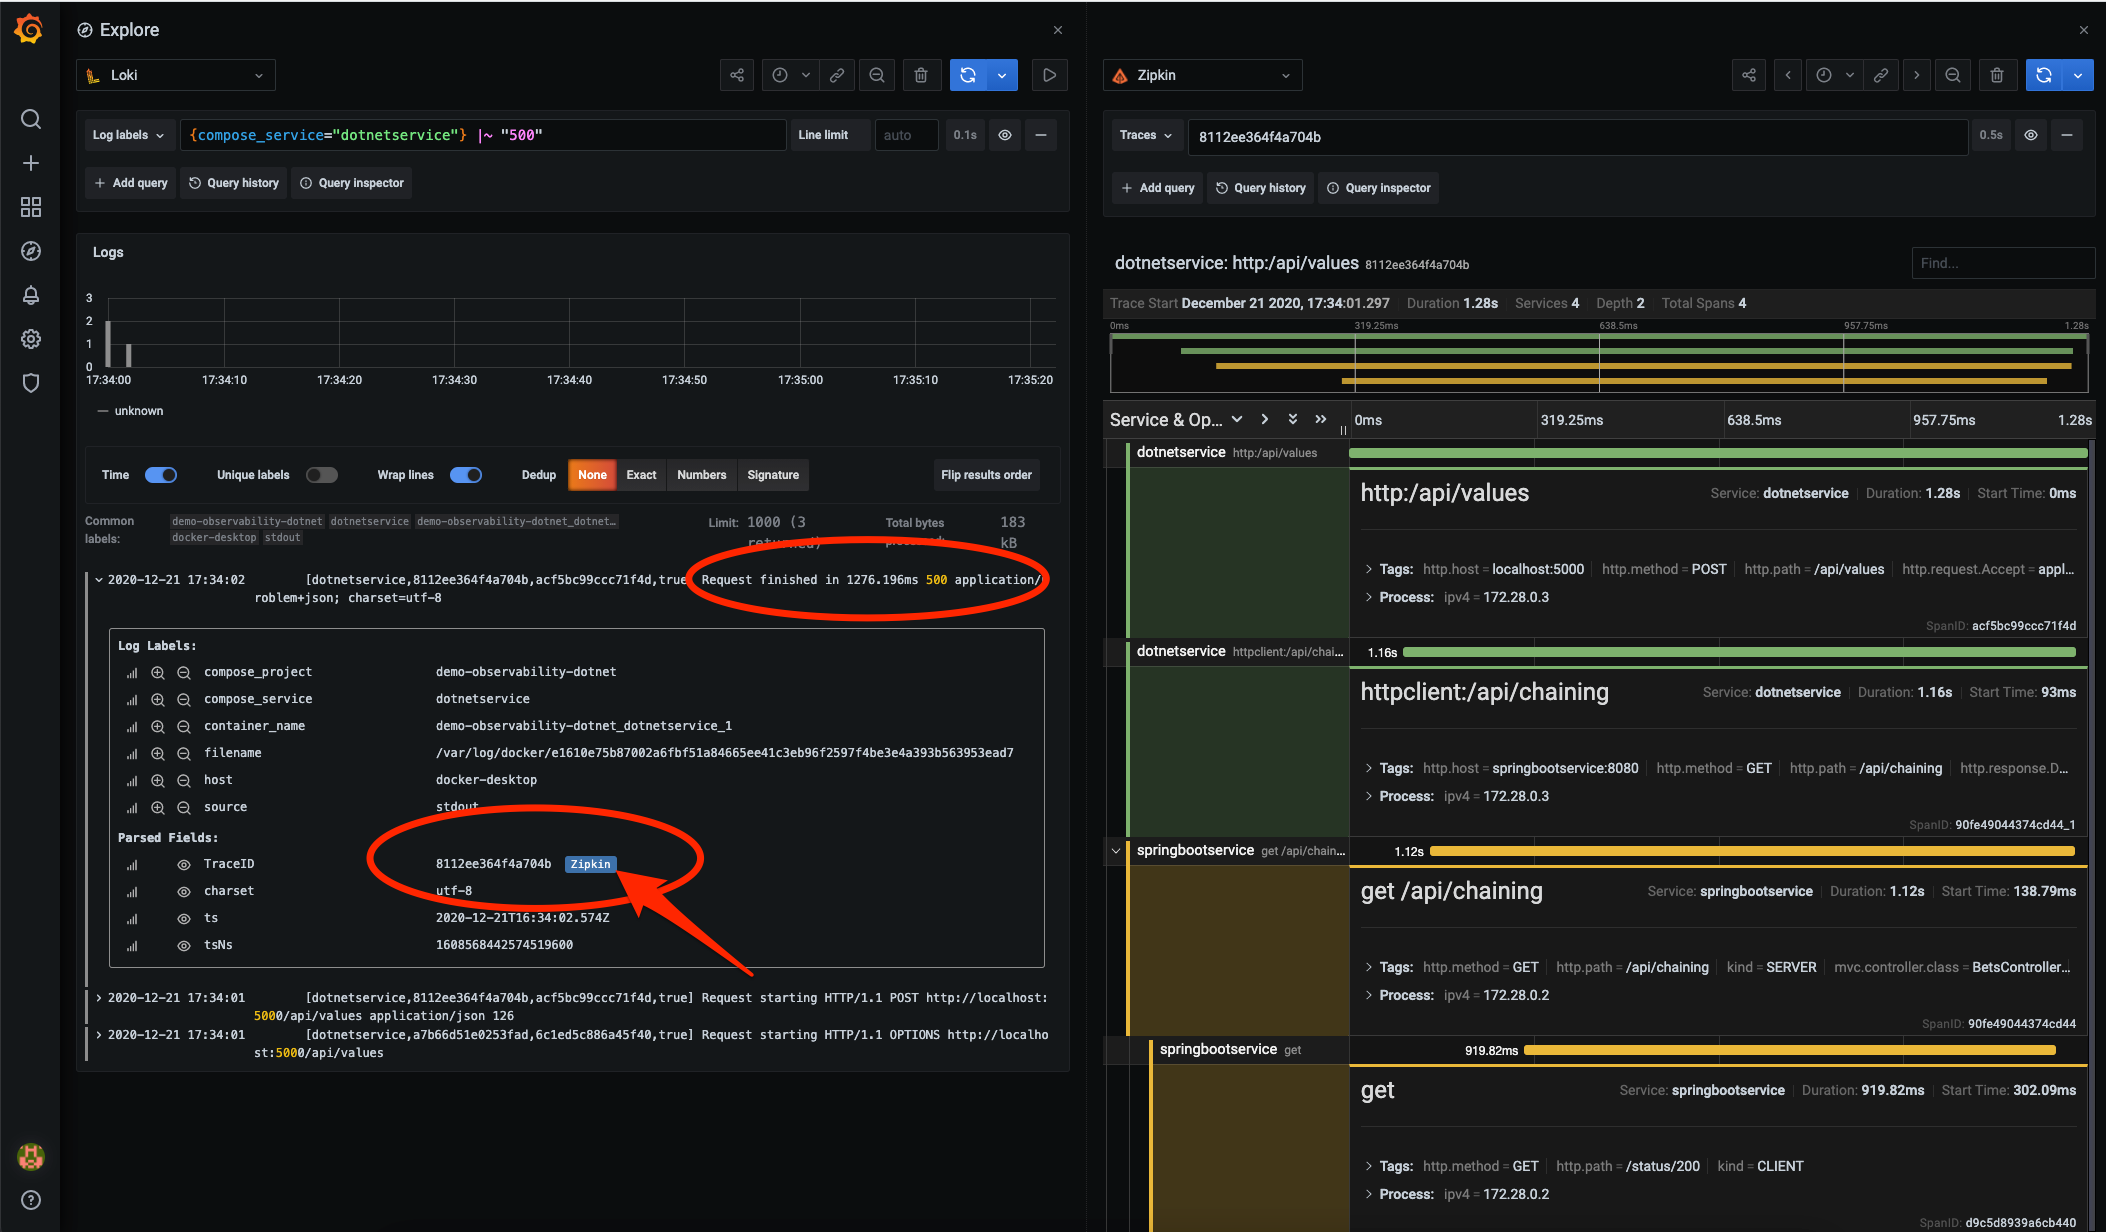 Explore
Loki
Log labels
{compose_service="dotnetservice"} |~ "500"
Line limit
auto
0.1s
Add query
Query history
Query inspector
Logs
3
2
1
0
17:34:00
17:34:10
17:34:20
17:34:30
17:34:40
17:34:50
17:35:00
17:35:10
17:35:20
unknown
Time
Unique labels
Wrap lines
Dedup
None
Exact
Numbers
Signature
Flip results order
Common labels:
demo-observability-dotnet dotnetservice demo-observability-dotnet_dotnet…
docker-desktop stdout
Limit: 1000 (3 returned)
Total bytes processed: 183 kB
2020-12-21 17:34:02 [dotnetservice,8112ee364f4a704b,acf5bc99ccc71f4d,true] Request finished in 1276.196ms 500 application/
roblem+json; charset=utf-8
Log Labels:
compose_project demo-observability-dotnet
compose_service dotnetservice
container_name demo-observability-dotnet_dotnetservice_1
filename /var/log/docker/e1610e75b87002a6fbf51a84665ee41c3eb96f2597f4be3e4a393b563953ead7
host docker-desktop
source stdout
Parsed Fields:
TraceID 8112ee364f4a704b Zipkin
charset utf-8
ts 2020-12-21T16:34:02.574Z
tsNs 1608568442574519600
2020-12-21 17:34:01 [dotnetservice,8112ee364f4a704b,acf5bc99ccc71f4d,true] Request starting HTTP/1.1 POST http://localhost:
5000/api/values application/json 126
2020-12-21 17:34:01 [dotnetservice,a7b66d51e0253fad,6c1ed5c886a45f40,true] Request starting HTTP/1.1 OPTIONS http://localho
st:5000/api/values
Zipkin
Traces
8112ee364f4a704b
0.5s
Add query
Query history
Query inspector
dotnetservice: http:/api/values 8112ee364f4a704b
Find...
Trace Start December 21 2020, 17:34:01.297 Duration 1.28s Services 4 Depth 2 Total Spans 4
0ms 319.25ms 638.5ms 957.75ms 1.28s
Service & Op... 0ms 319.25ms 638.5ms 957.75ms 1.28s
dotnetservice http:/api/values
http:/api/values Service: dotnetservice Duration: 1.28s Start Time: 0ms
Tags: http.host = localhost:5000 http.method = POST http.path = /api/values http.request.Accept = appl...
Process: ipv4 = 172.28.0.3
SpanID: acf5bc99ccc71f4d
dotnetservice httpclient:/api/chai... 1.16s
httpclient:/api/chaining Service: dotnetservice Duration: 1.16s Start Time: 93ms
Tags: http.host = springbootservice:8080 http.method = GET http.path = /api/chaining http.response.D...
Process: ipv4 = 172.28.0.3
SpanID: 90fe49044374cd44_1
springbootservice get /api/chain... 1.12s
get /api/chaining Service: springbootservice Duration: 1.12s Start Time: 138.79ms
Tags: http.method = GET http.path = /api/chaining kind = SERVER mvc.controller.class = BetsController...
Process: ipv4 = 172.28.0.2
SpanID: 90fe49044374cd44
springbootservice get 919.82ms
get Service: springbootservice Duration: 919.82ms Start Time: 302.09ms
Tags: http.method = GET http.path = /status/200 kind = CLIENT
Process: ipv4 = 172.28.0.2
SpanID: d9c5d8939a6cb440